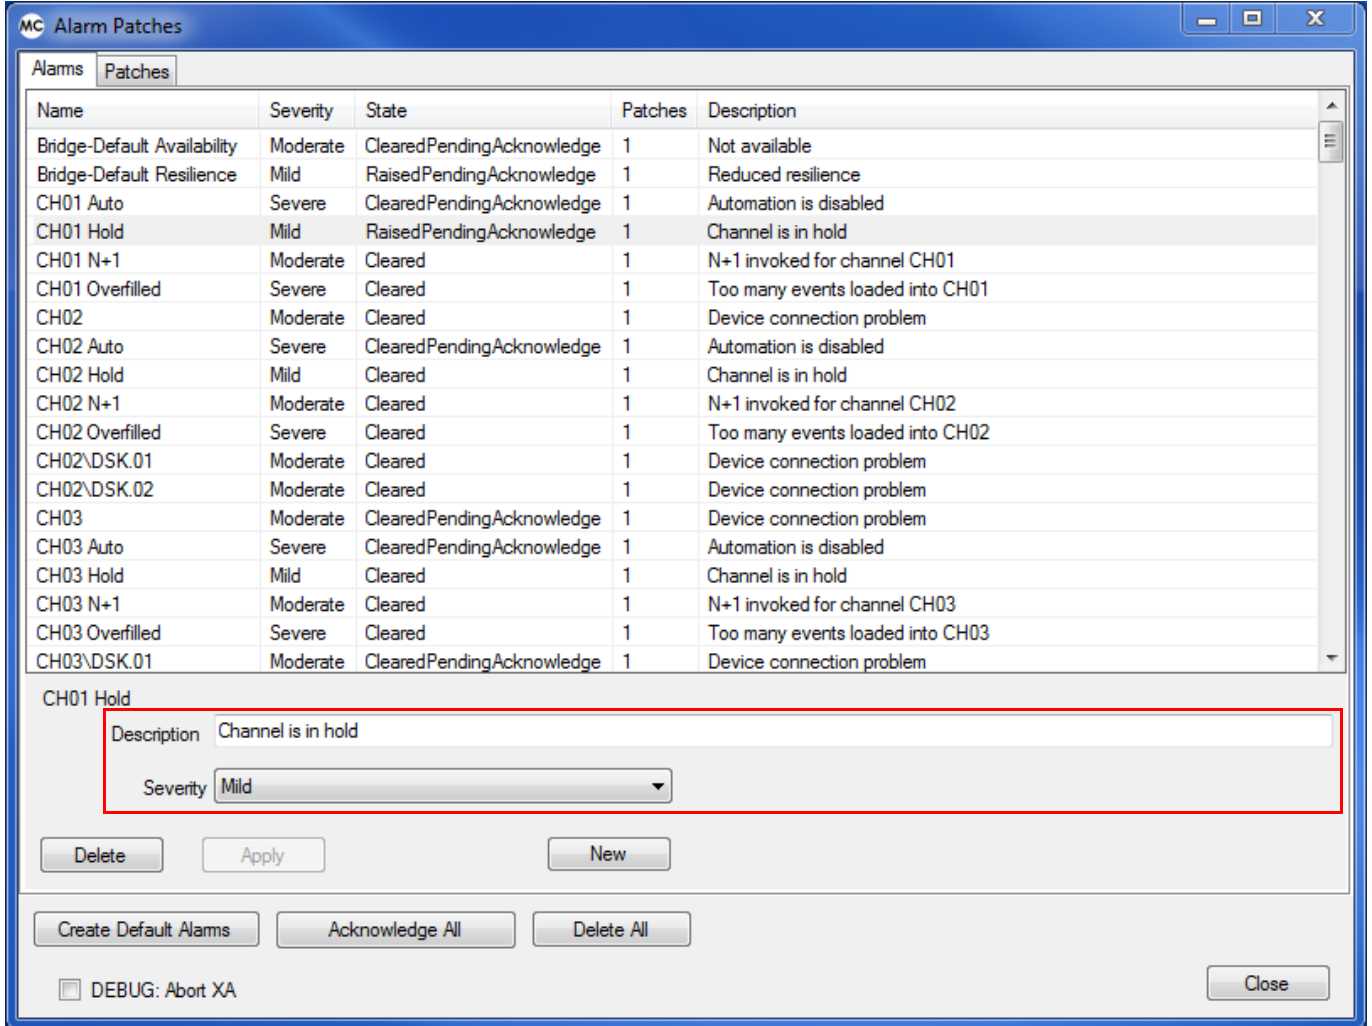 MC Alarm Patches
Alarms Patches
Name Severity State Patches Description
Bridge-Default Availability Moderate ClearedPendingAcknowledge 1 Not available
Bridge-Default Resilience Mild RaisedPendingAcknowledge 1 Reduced resilience
CH01 Auto Severe ClearedPendingAcknowledge 1 Automation is disabled
CH01 Hold Mild RaisedPendingAcknowledge 1 Channel is in hold
CH01 N+1 Moderate Cleared 1 N+1 invoked for channel CH01
CH01 Overfilled Severe Cleared 1 Too many events loaded into CH01
CH02 Moderate Cleared 1 Device connection problem
CH02 Auto Severe ClearedPendingAcknowledge 1 Automation is disabled
CH02 Hold Mild Cleared 1 Channel is in hold
CH02 N+1 Moderate Cleared 1 N+1 invoked for channel CH02
CH02 Overfilled Severe Cleared 1 Too many events loaded into CH02
CH02\DSK.01 Moderate Cleared 1 Device connection problem
CH02\DSK.02 Moderate Cleared 1 Device connection problem
CH03 Moderate ClearedPendingAcknowledge 1 Device connection problem
CH03 Auto Severe ClearedPendingAcknowledge 1 Automation is disabled
CH03 Hold Mild Cleared 1 Channel is in hold
CH03 N+1 Moderate Cleared 1 N+1 invoked for channel CH03
CH03 Overfilled Severe Cleared 1 Too many events loaded into CH03
CH03\DSK.01 Moderate ClearedPendingAcknowledge 1 Device connection problem
CH01 Hold
Description Channel is in hold
Severity Mild
Delete Apply New
Create Default Alarms Acknowledge All Delete All
DEBUG: Abort XA Close